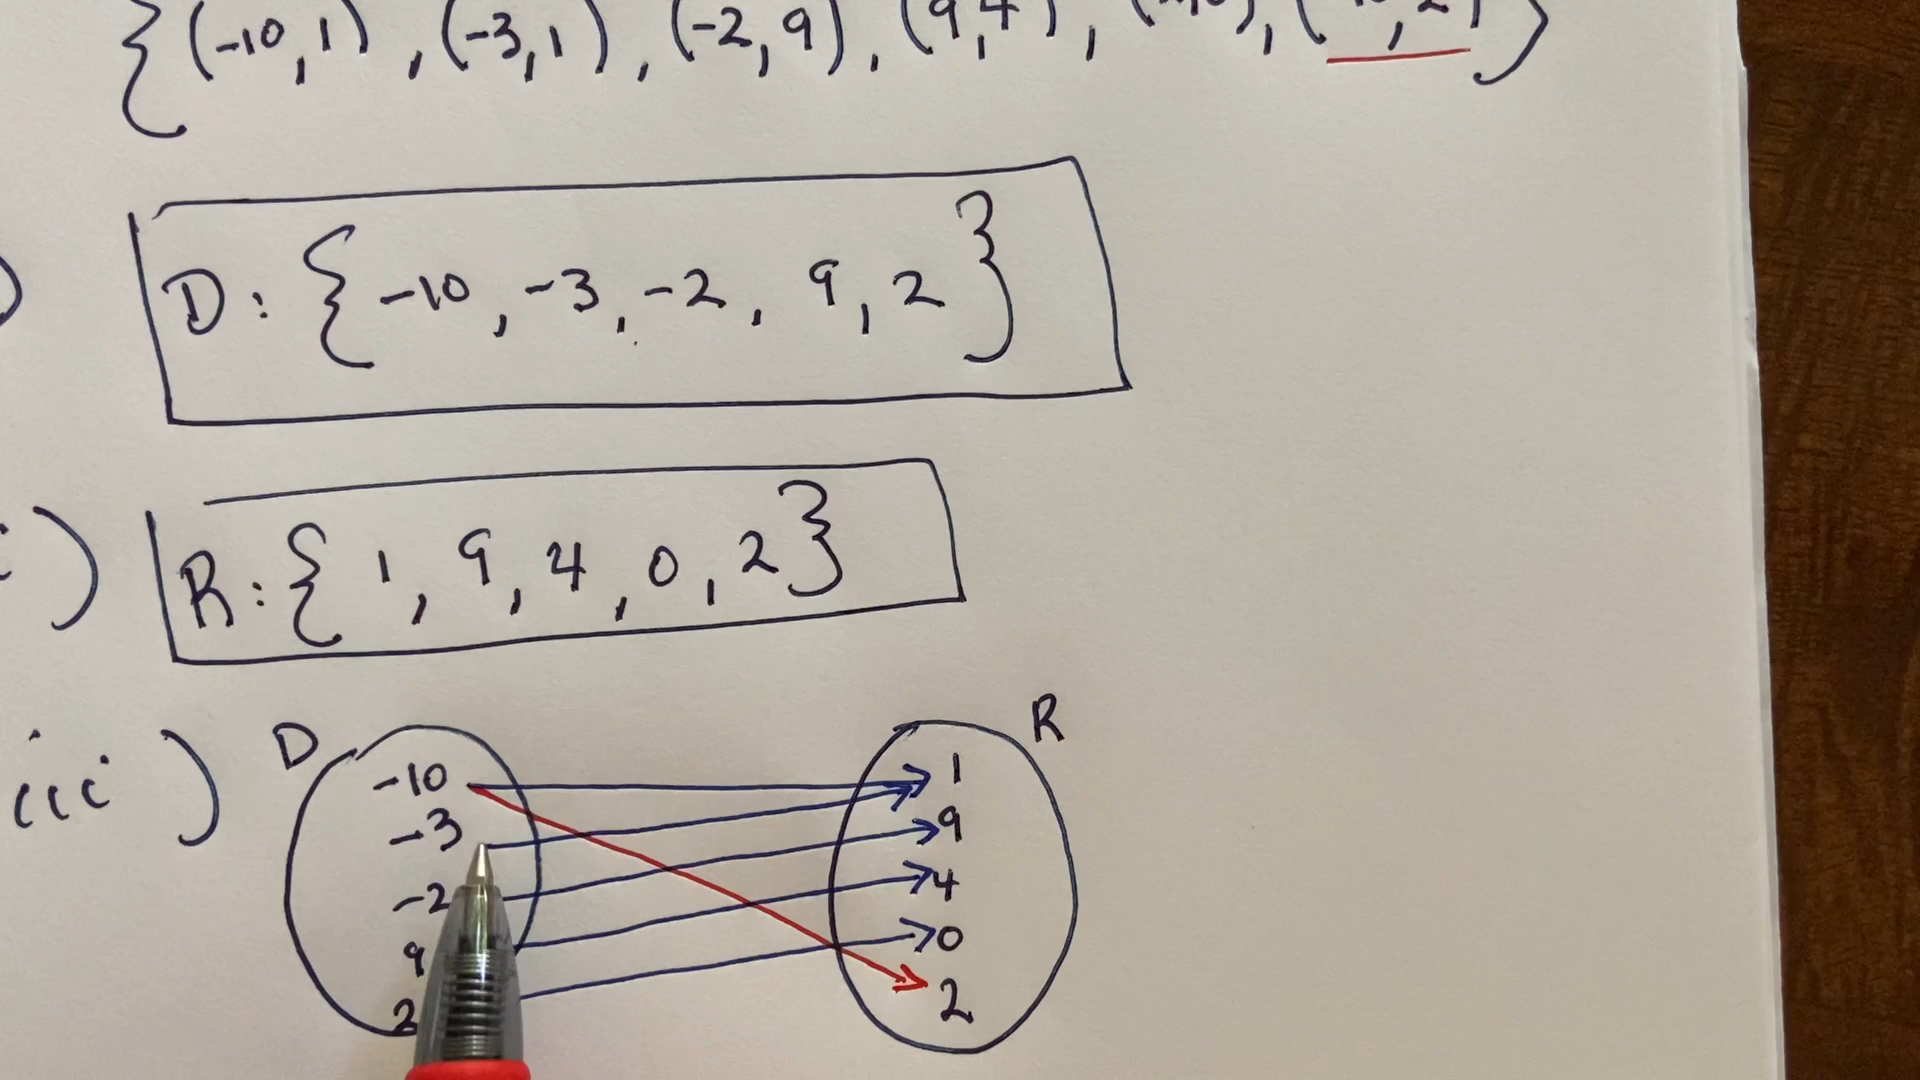 {(-10,1), (-3,1), (-2,9), (9,4),
D: {-10, -3, -2, 9, 2}
R: {1, 9, 4, 0, 2}
iii) D R
-10 1
-3 9
-2 4
9 0
2 2